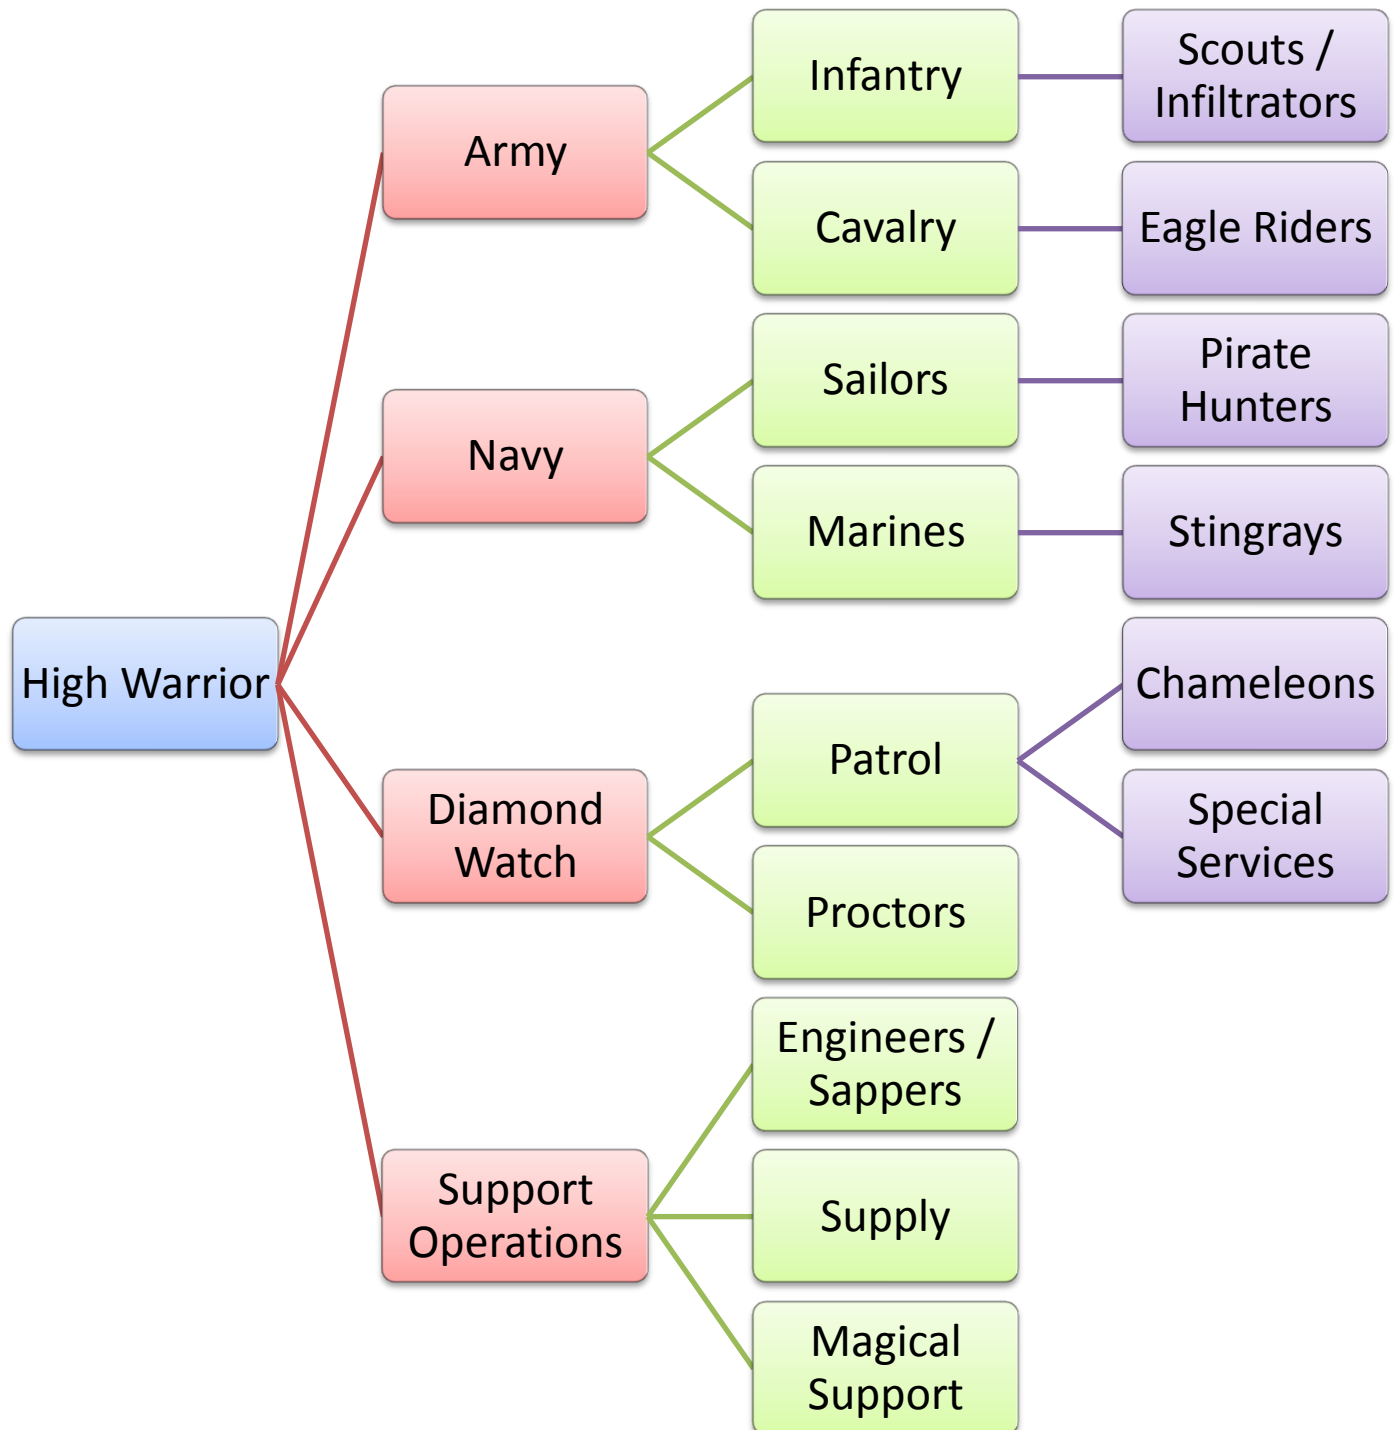 High Warrior
Army
Infantry
Scouts /
Infiltrators
Cavalry
Eagle Riders
Navy
Sailors
Pirate
Hunters
Marines
Stingrays
Diamond
Watch
Patrol
Chameleons
Special
Services
Proctors
Support
Operations
Engineers /
Sappers
Supply
Magical
Support